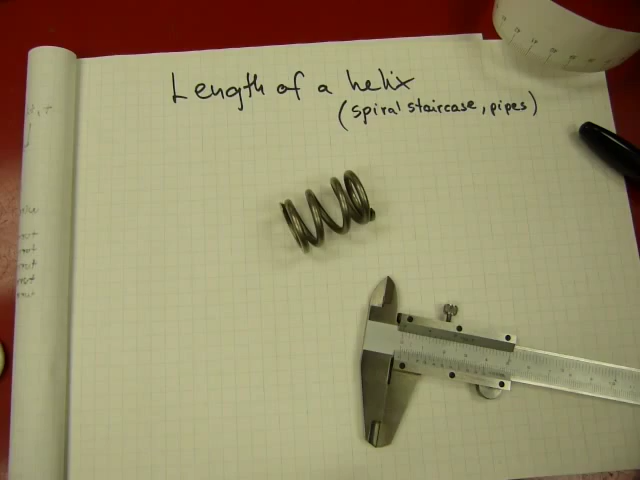 Length of a helix
(spiral staircase, pipes)